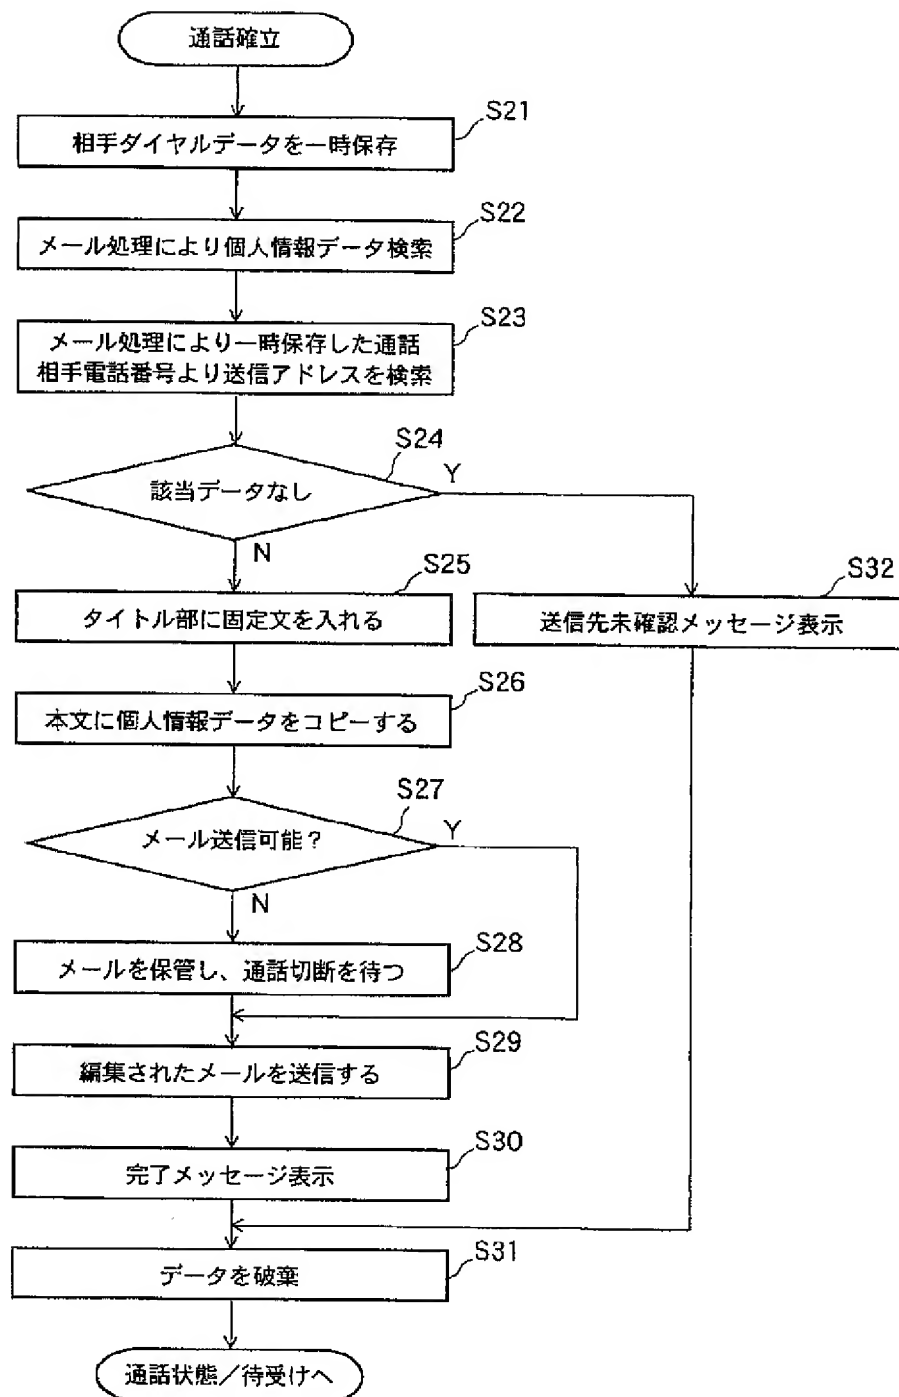 通話確立
S21
相手ダイヤルデータを一時保存
S22
メール処理により個人情報データ検索
S23
メール処理により一時保存した通話
相手電話番号より送信アドレスを検索
S24
該当データなし
Y
N
S25
タイトル部に固定文を入れる
S32
送信先未確認メッセージ表示
S26
本文に個人情報データをコピーする
S27
メール送信可能?
Y
N
S28
メールを保管し、通話切断を待つ
S29
編集されたメールを送信する
S30
完了メッセージ表示
S31
データを破棄
通話状態/待受けへ